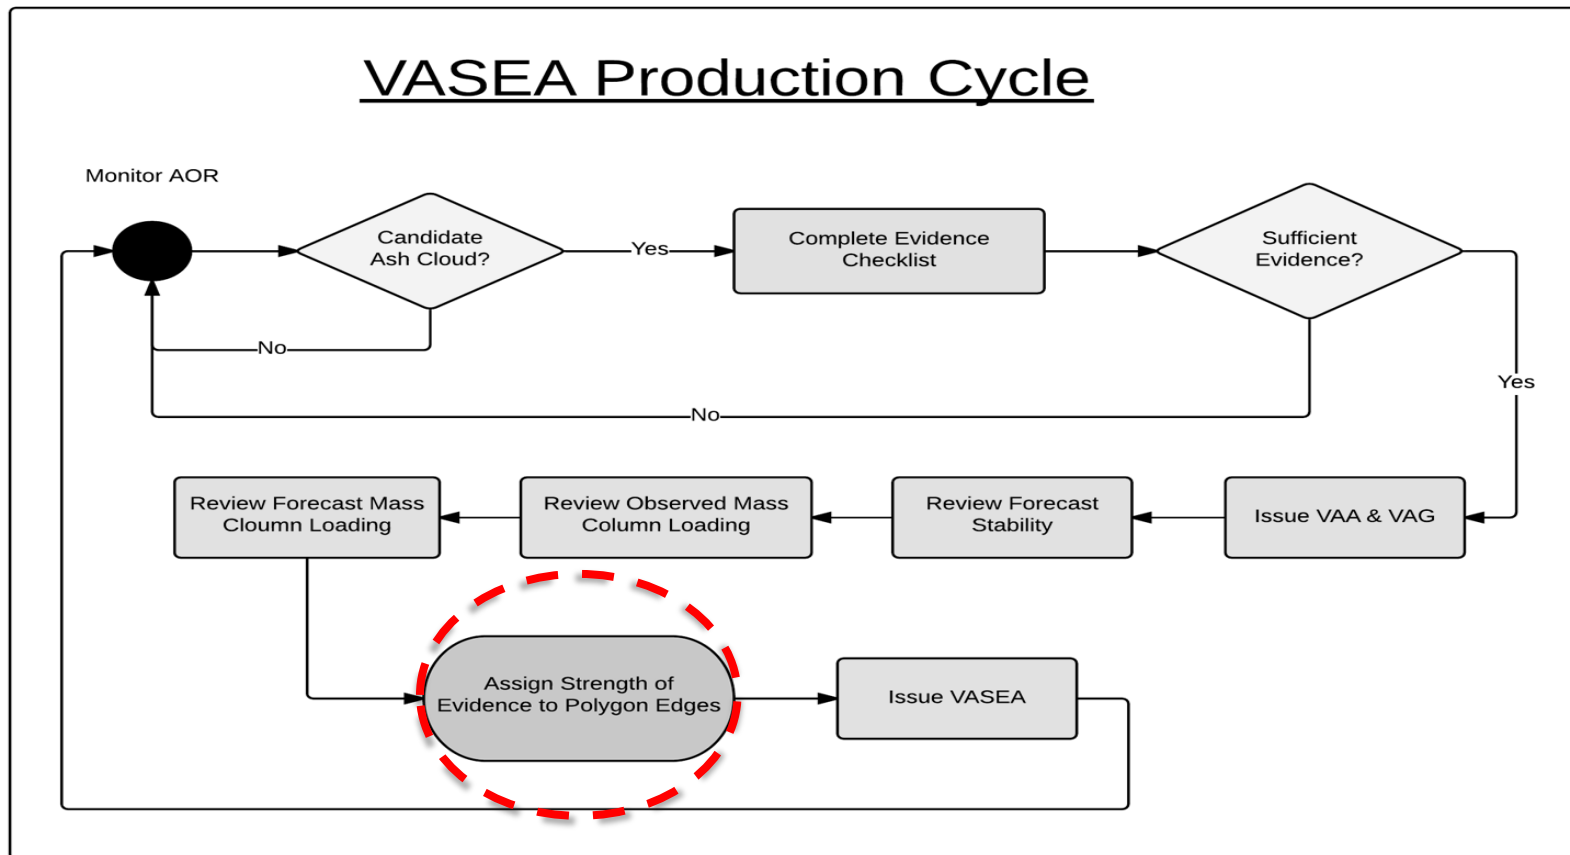 VASEA Production Cycle
Monitor AOR
Candidate
Ash Cloud?
Yes
Complete Evidence
Checklist
Sufficient
Evidence?
No
Yes
No
Review Forecast Mass
Cloumn Loading
Review Observed Mass
Column Loading
Review Forecast
Stability
Issue VAA & VAG
Assign Strength of
Evidence to Polygon Edges
Issue VASEA